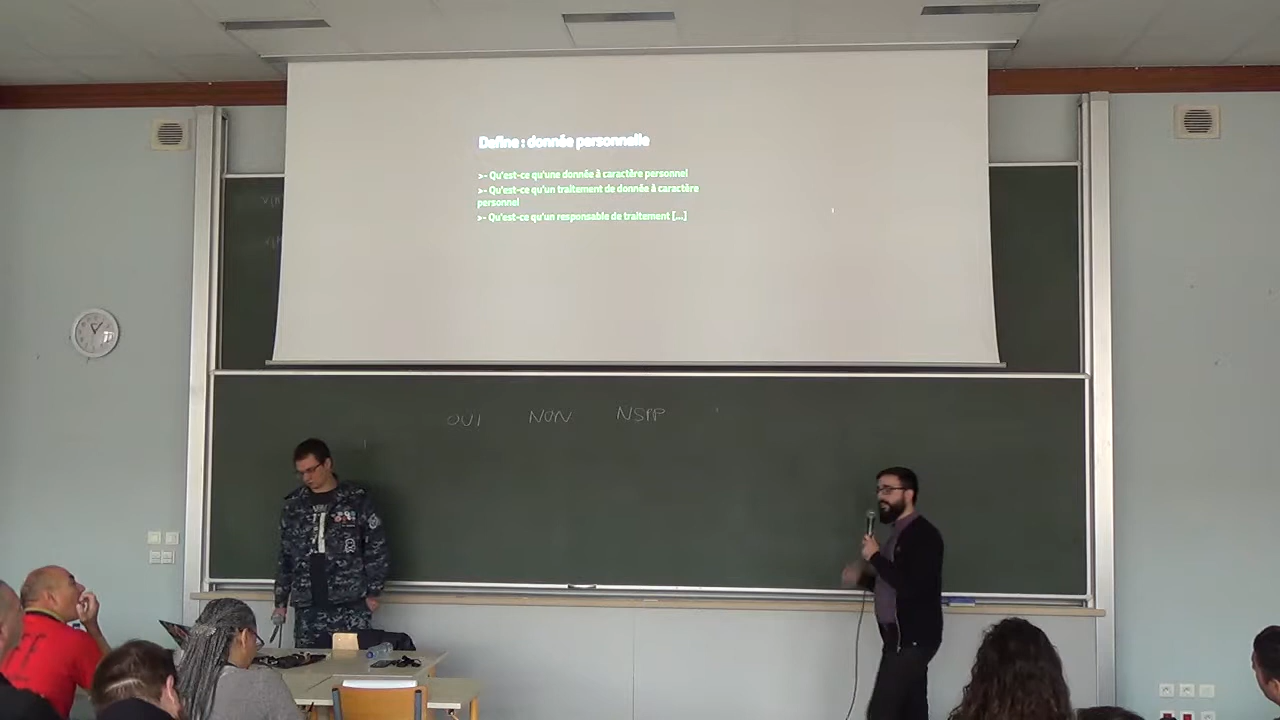 Define : donnée personnelle
>- Qu'est-ce qu'une donnée à caractère personnel
>- Qu'est-ce qu'un traitement de donnée à caractère
personnel
>- Qu'est-ce qu'un responsable de traitement [...]
OUI NON NSPP